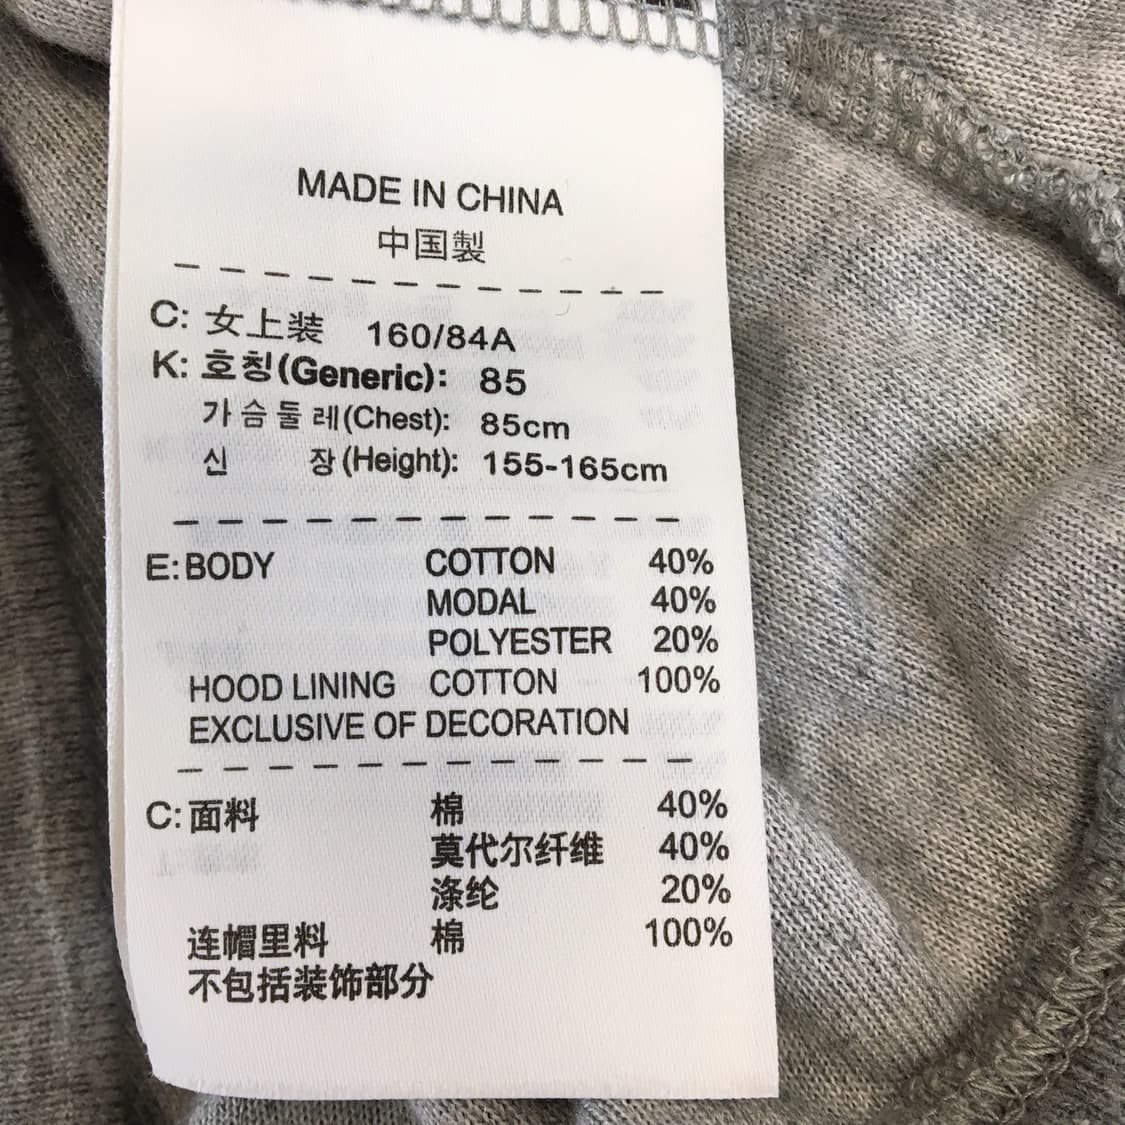 MADE IN CHINA
中国製
C: 女上装 160/84A
K: 호칭(Generic): 85
가슴둘레(Chest): 85cm
신 장(Height): 155-165cm
E: BODY COTTON 40%
MODAL 40%
POLYESTER 20%
HOOD LINING COTTON 100%
EXCLUSIVE OF DECORATION
C: 面料 棉 40%
莫代尔纤维 40%
涤纶 20%
连帽里料 棉 100%
不包括装饰部分